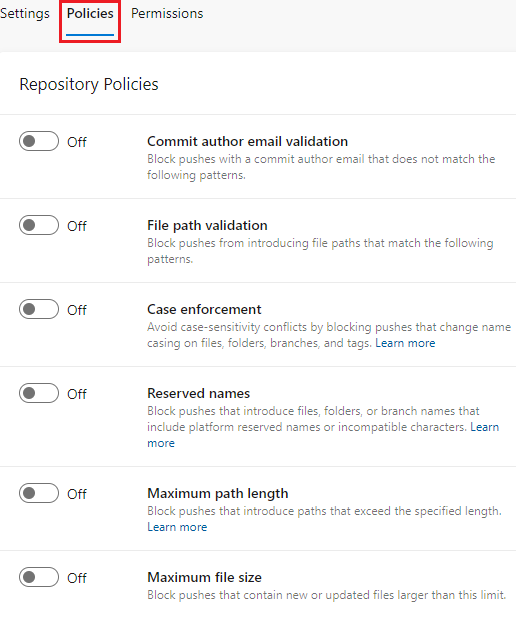 Settings Policies Permissions
Repository Policies
Off Commit author email validation
Block pushes with a commit author email that does not match the
following patterns.
Off File path validation
Block pushes from introducing file paths that match the following
patterns.
Off Case enforcement
Avoid case-sensitivity conflicts by blocking pushes that change name
casing on files, folders, branches, and tags. Learn more
Off Reserved names
Block pushes that introduce files, folders, or branch names that
include platform reserved names or incompatible characters. Learn
more
Off Maximum path length
Block pushes that introduce paths that exceed the specified length.
Learn more
Off Maximum file size
Block pushes that contain new or updated files larger than this limit.